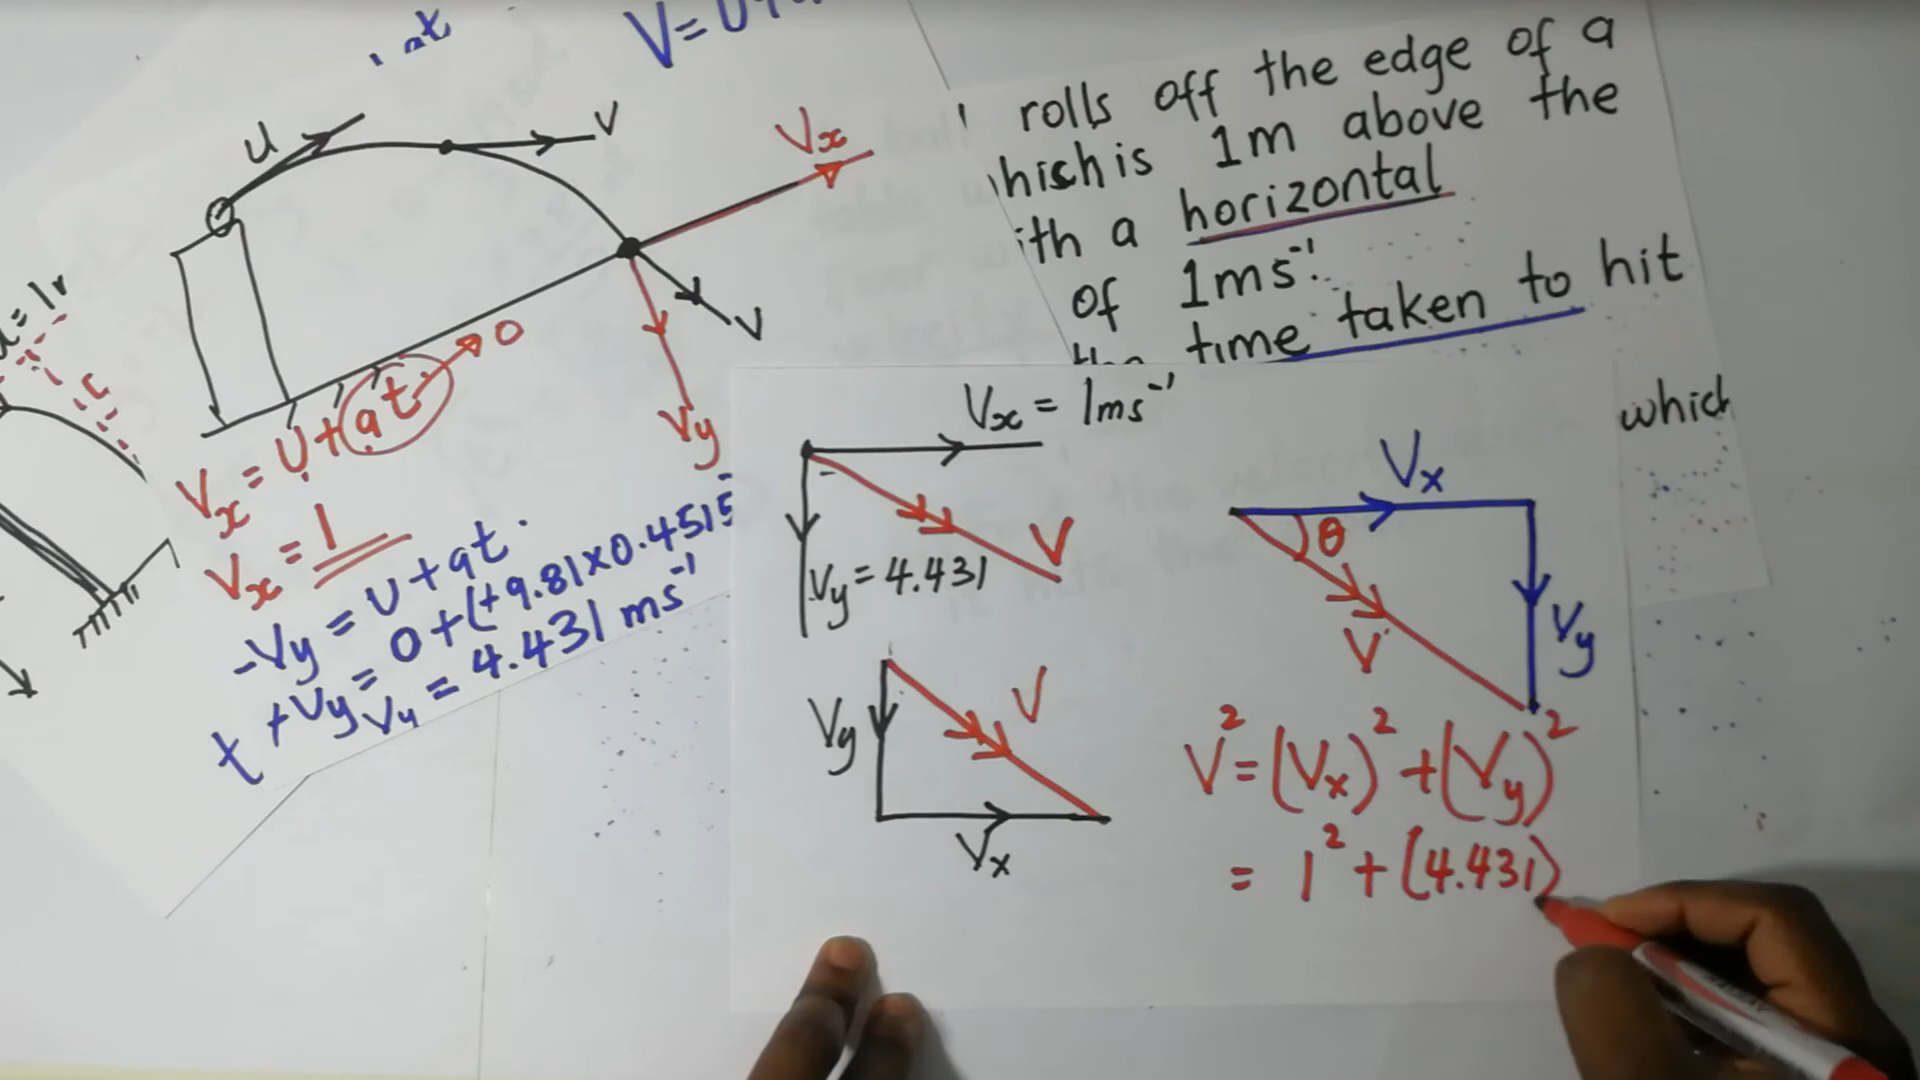 at
V = U +
rolls off the edge of a
hich is 1m above the
ith a horizontal
of 1ms⁻¹.
time taken to hit
which
U
V
Vx
V
Vy
0
Vx = U + at
Vx = 1
-Vy = U + at.
+Vy = 0 + (+9.81 x 0.4515
Vy = 4.431 ms⁻¹
t
Vx = 1ms⁻¹
V
Vy = 4.431
Vy
V
Vx
Vx
θ
V
Vy
V² = (Vx)² + (Vy)²
= 1² + (4.431)